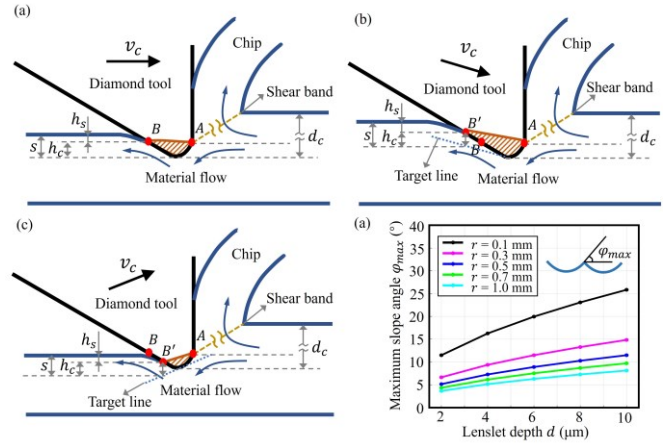 (a)
v_c
Diamond tool
Chip
Shear band
B
A
h_s
s
h_c
d_c
Material flow
(b)
v_c
Diamond tool
Chip
Shear band
B'
A
B
h_s
s
h_c
d_c
Target line
Material flow
(c)
v_c
Diamond tool
Chip
Shear band
B
B'
A
h_s
s
h_c
d_c
Target line
Material flow
(a)
Maximum slope angle φ_max (°)
40
35
30
25
20
15
10
5
0
r = 0.1 mm
r = 0.3 mm
r = 0.5 mm
r = 0.7 mm
r = 1.0 mm
φ_max
2 4 6 8 10
Lenslet depth d (μm)